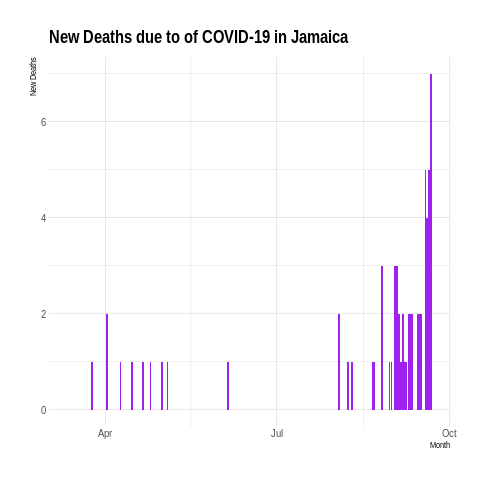 New Deaths due to of COVID-19 in Jamaica
New Deaths
6
4
2
0
Apr
Jul
Oct
Month